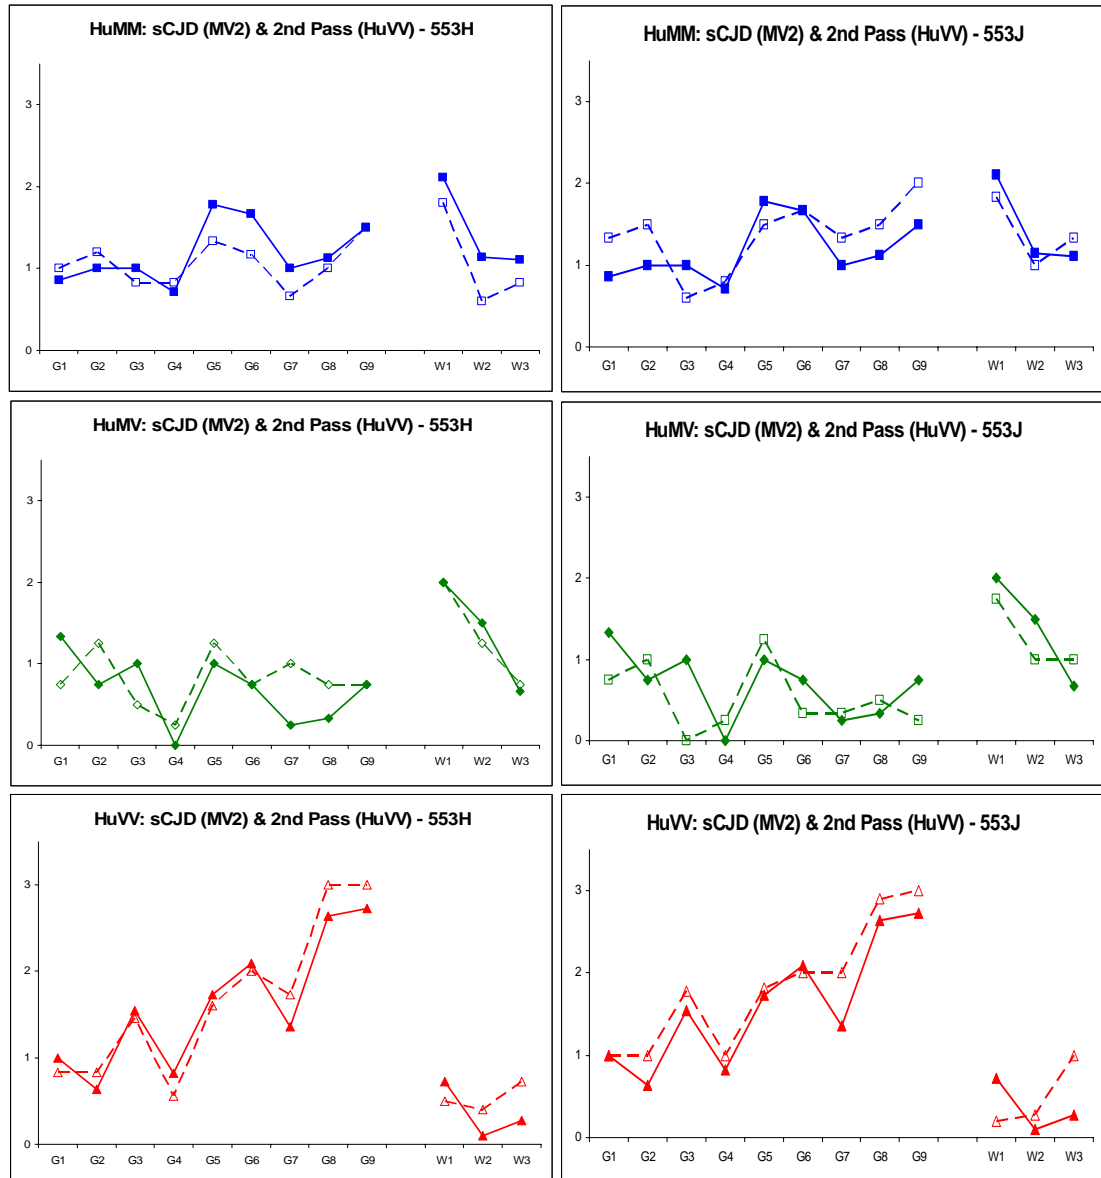 HuMM: sCJD (MV2) & 2nd Pass (HuVV) - 553H
3
2
1
0
G1 G2 G3 G4 G5 G6 G7 G8 G9 W1 W2 W3
HuMM: sCJD (MV2) & 2nd Pass (HuVV) - 553J
3
2
1
0
G1 G2 G3 G4 G5 G6 G7 G8 G9 W1 W2 W3
HuMV: sCJD (MV2) & 2nd Pass (HuVV) - 553H
3
2
1
0
G1 G2 G3 G4 G5 G6 G7 G8 G9 W1 W2 W3
HuMV: sCJD (MV2) & 2nd Pass (HuVV) - 553J
3
2
1
0
G1 G2 G3 G4 G5 G6 G7 G8 G9 W1 W2 W3
HuVV: sCJD (MV2) & 2nd Pass (HuVV) - 553H
3
2
1
0
G1 G2 G3 G4 G5 G6 G7 G8 G9 W1 W2 W3
HuVV: sCJD (MV2) & 2nd Pass (HuVV) - 553J
3
2
1
0
G1 G2 G3 G4 G5 G6 G7 G8 G9 W1 W2 W3